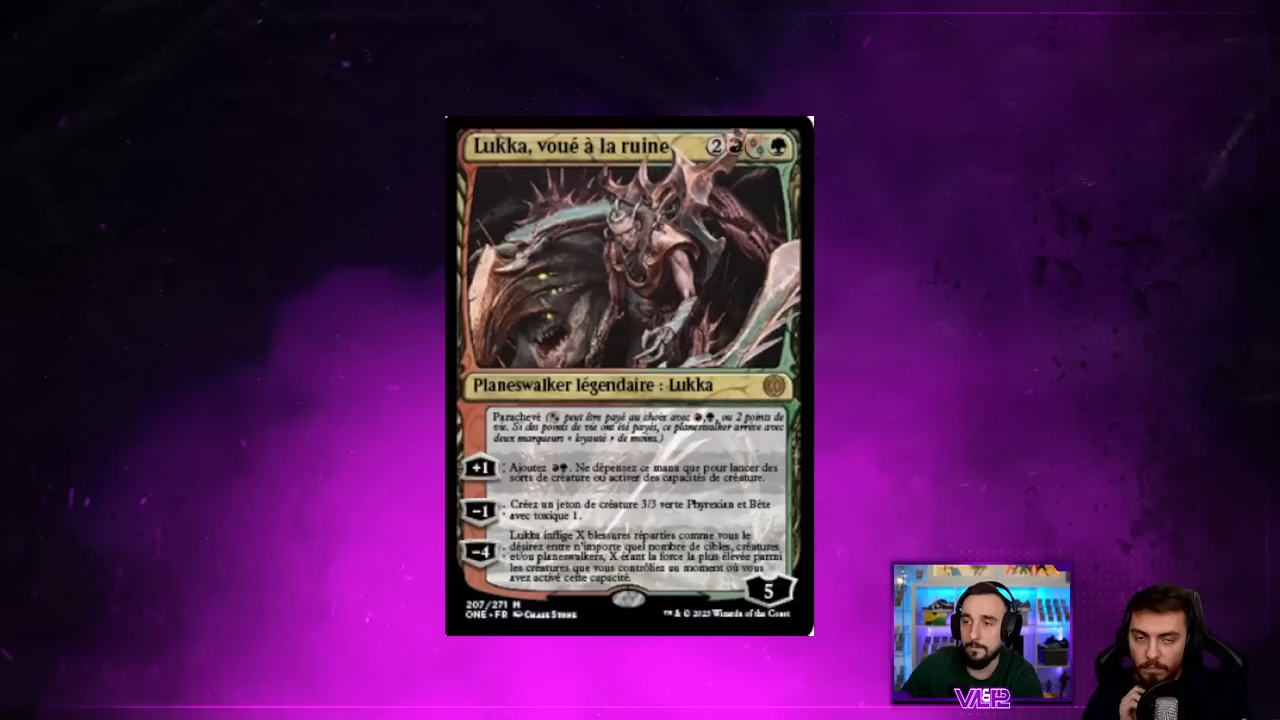 Lukka, voué à la ruine
2
Planeswalker légendaire : Lukka
Parachevé ( peut être payé au choix avec , , ou 2 points de
vie. Si des points de vie ont été payés, ce planeswalker arrive avec
deux marqueurs « loyauté » de moins.)
+1 : Ajoutez . Ne dépensez ce mana que pour lancer des
sorts de créature ou activer des capacités de créature.
-1 : Créez un jeton de créature 3/3 verte Phyrexian et Bête
avec toxique 1.
Lukka inflige X blessures réparties comme vous le
-4 : désirez entre n'importe quel nombre de cibles, créatures
et/ou planeswalkers, X étant la force la plus élevée parmi
les créatures que vous contrôliez au moment où vous
avez activé cette capacité.
5
207/271 M
ONE • FR Chase Stone
™ & © 2023 Wizards of the Coast